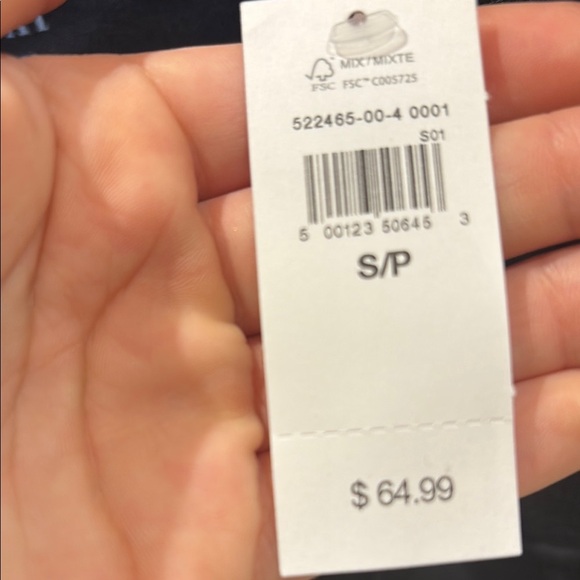 MIX/MIXTE
FSC FSC™ C005725
522465-00-4 0001
S01
5 00123 50645 3
S/P
$ 64.99